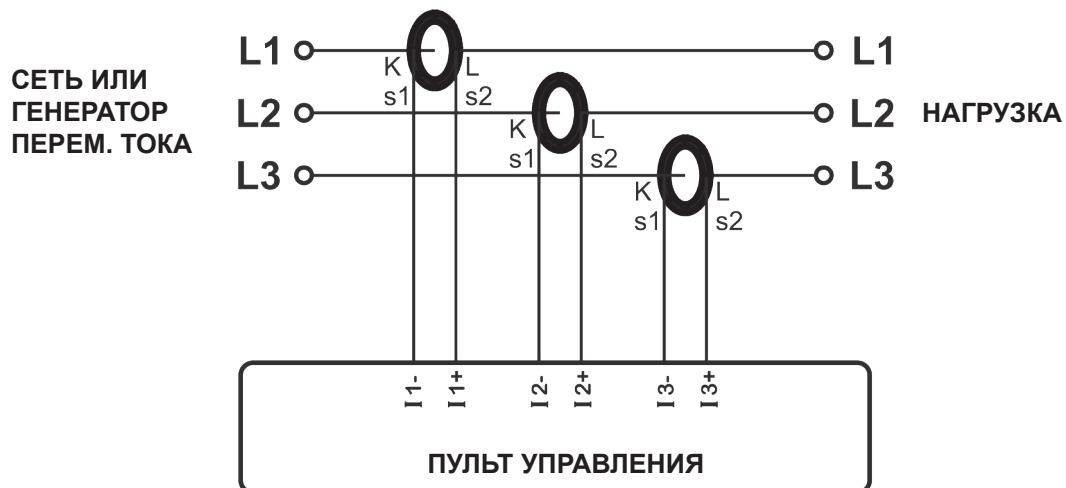 L1
L1
K
L
СЕТЬ ИЛИ
ГЕНЕРАТОР
ПЕРЕМ. ТОКА
s1
s2
L2
L2
НАГРУЗКА
K
L
s1
s2
L3
L3
K
L
s1
s2
I1-
I1+
I2-
I2+
I3-
I3+
ПУЛЬТ УПРАВЛЕНИЯ